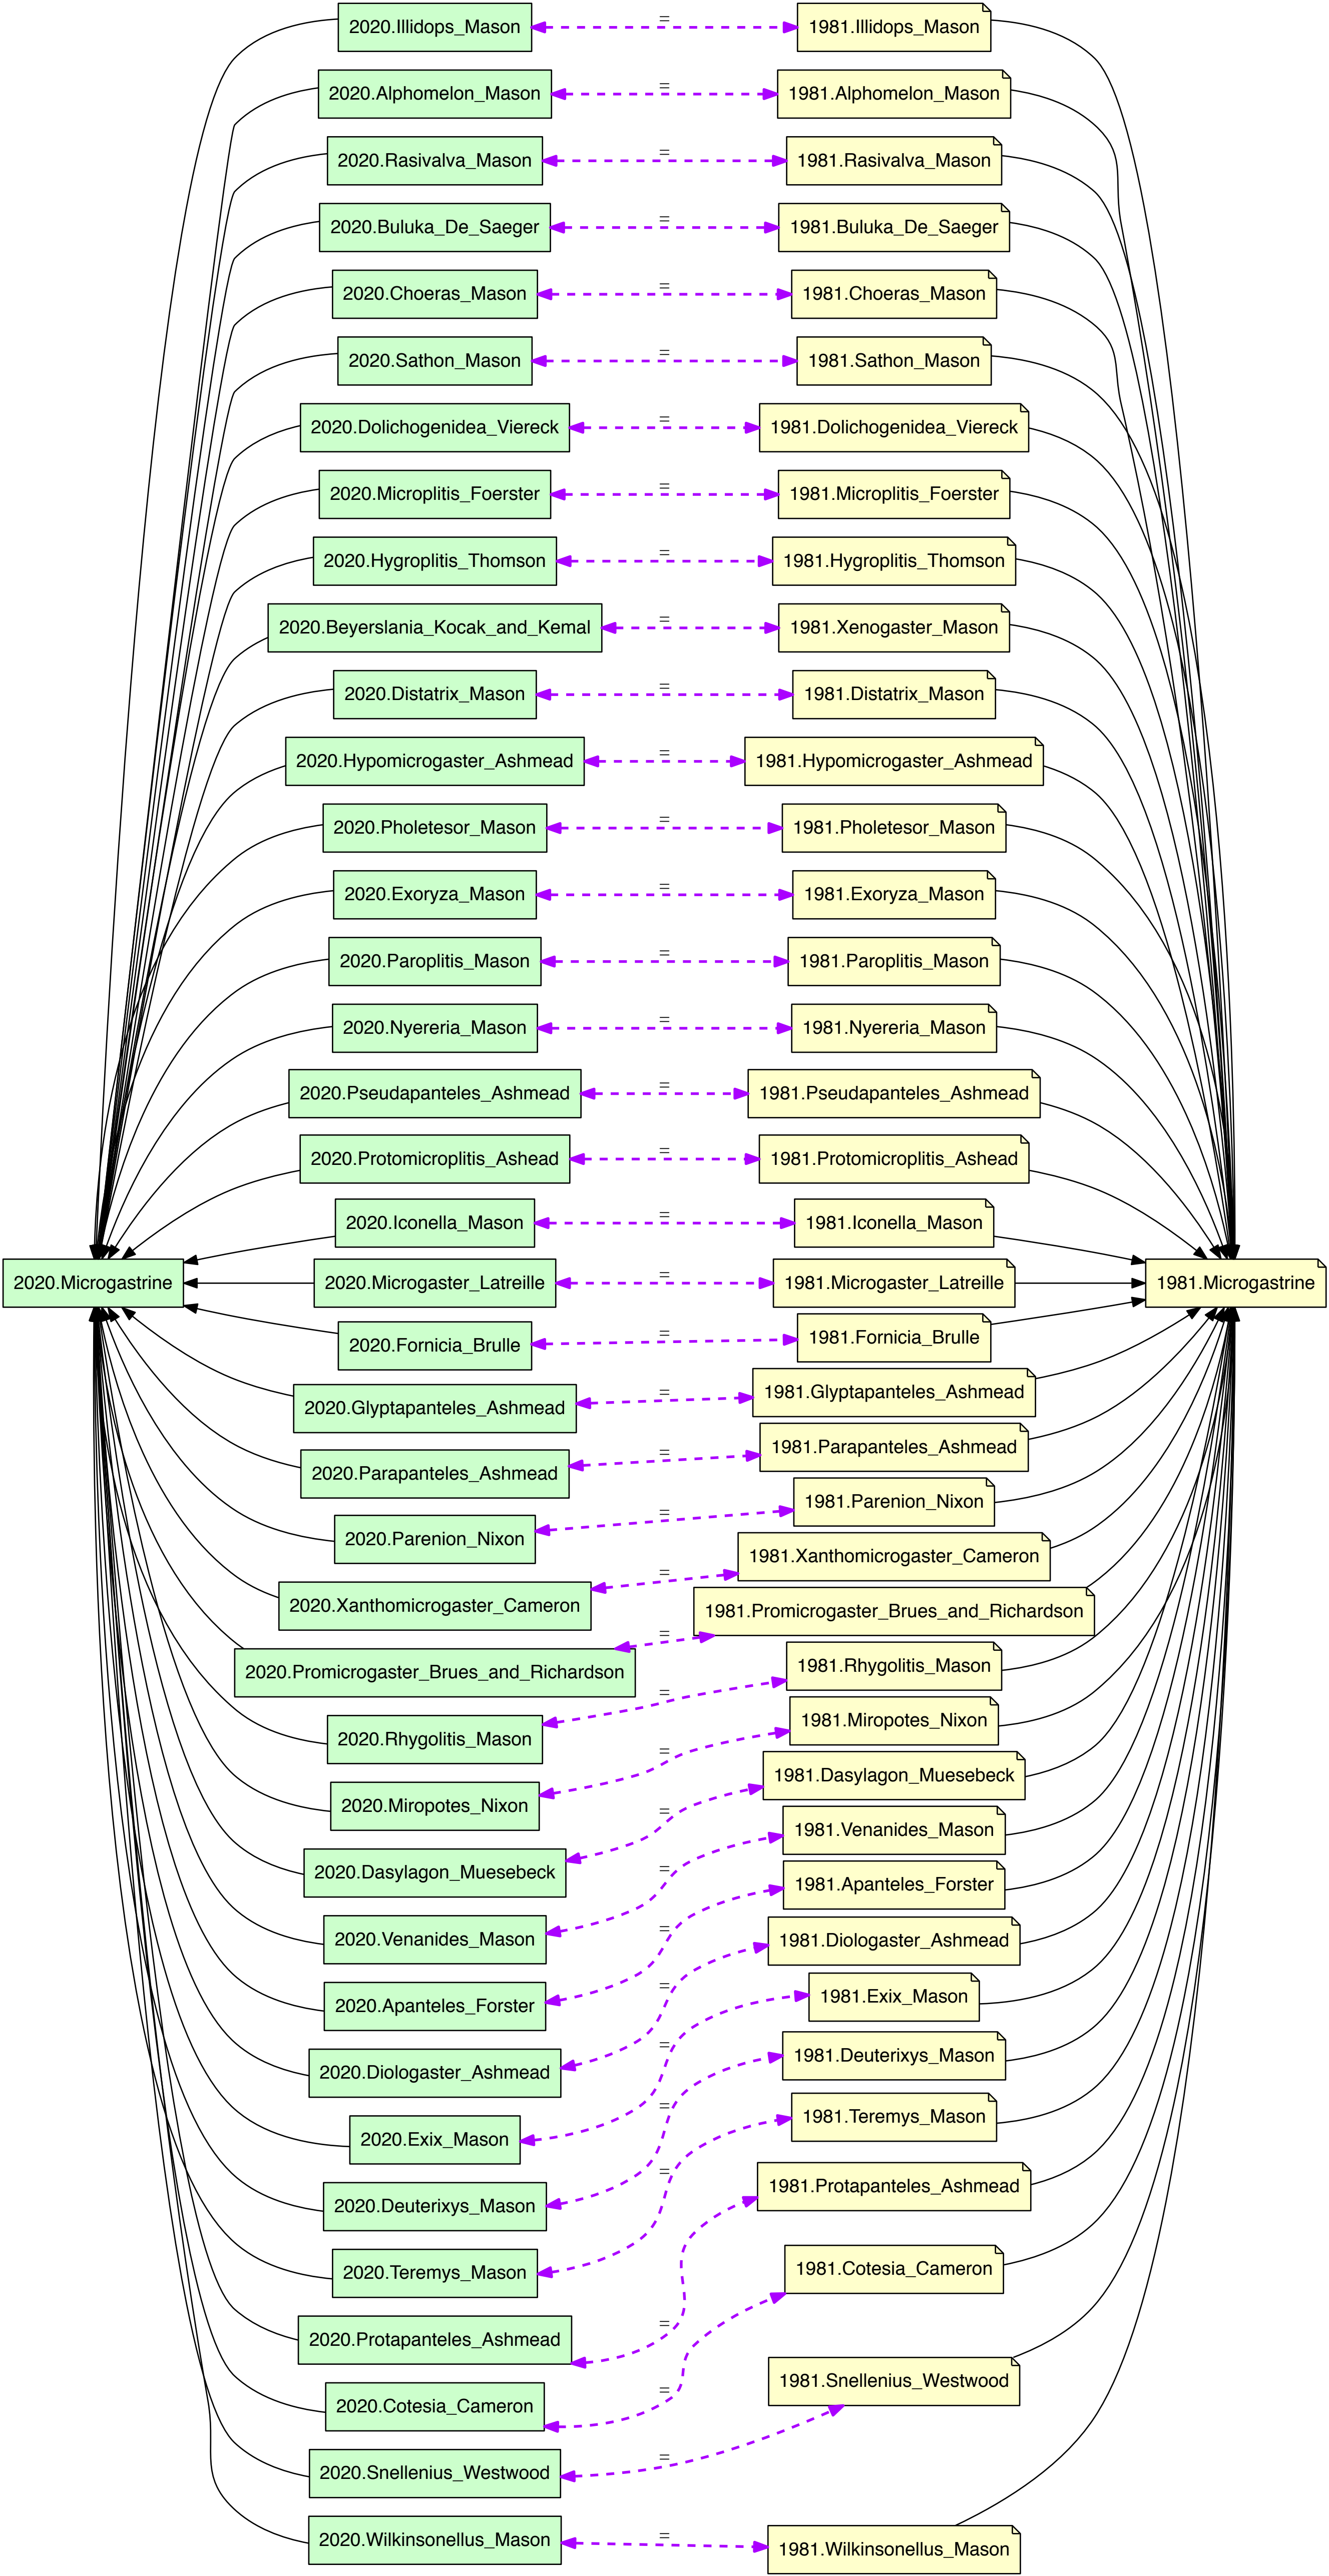 2020.Illidops_Mason = 1981.Illidops_Mason
2020.Alphomelon_Mason = 1981.Alphomelon_Mason
2020.Rasivalva_Mason = 1981.Rasivalva_Mason
2020.Buluka_De_Saeger = 1981.Buluka_De_Saeger
2020.Choeras_Mason = 1981.Choeras_Mason
2020.Sathon_Mason = 1981.Sathon_Mason
2020.Dolichogenidea_Viereck = 1981.Dolichogenidea_Viereck
2020.Microplitis_Foerster = 1981.Microplitis_Foerster
2020.Hygroplitis_Thomson = 1981.Hygroplitis_Thomson
2020.Beyerslania_Kocak_and_Kemal = 1981.Xenogaster_Mason
2020.Distatrix_Mason = 1981.Distatrix_Mason
2020.Hypomicrogaster_Ashmead = 1981.Hypomicrogaster_Ashmead
2020.Pholetesor_Mason = 1981.Pholetesor_Mason
2020.Exoryza_Mason = 1981.Exoryza_Mason
2020.Paroplitis_Mason = 1981.Paroplitis_Mason
2020.Nyereria_Mason = 1981.Nyereria_Mason
2020.Pseudapanteles_Ashmead = 1981.Pseudapanteles_Ashmead
2020.Protomicroplitis_Ashead = 1981.Protomicroplitis_Ashead
2020.Iconella_Mason = 1981.Iconella_Mason
2020.Microgastrine 2020.Microgaster_Latreille = 1981.Microgaster_Latreille 1981.Microgastrine
2020.Fornicia_Brulle = 1981.Fornicia_Brulle
2020.Glyptapanteles_Ashmead = 1981.Glyptapanteles_Ashmead
2020.Parapanteles_Ashmead = 1981.Parapanteles_Ashmead
2020.Parenion_Nixon = 1981.Parenion_Nixon
2020.Xanthomicrogaster_Cameron = 1981.Xanthomicrogaster_Cameron
2020.Promicrogaster_Brues_and_Richardson = 1981.Promicrogaster_Brues_and_Richardson
2020.Rhygolitis_Mason = 1981.Rhygolitis_Mason
2020.Miropotes_Nixon = 1981.Miropotes_Nixon
2020.Dasylagon_Muesebeck = 1981.Dasylagon_Muesebeck
2020.Venanides_Mason = 1981.Venanides_Mason
2020.Apanteles_Forster = 1981.Apanteles_Forster
2020.Diologaster_Ashmead = 1981.Diologaster_Ashmead
2020.Exix_Mason = 1981.Exix_Mason
2020.Deuterixys_Mason = 1981.Deuterixys_Mason
2020.Teremys_Mason = 1981.Teremys_Mason
2020.Protapanteles_Ashmead = 1981.Protapanteles_Ashmead
2020.Cotesia_Cameron = 1981.Cotesia_Cameron
2020.Snellenius_Westwood = 1981.Snellenius_Westwood
2020.Wilkinsonellus_Mason = 1981.Wilkinsonellus_Mason